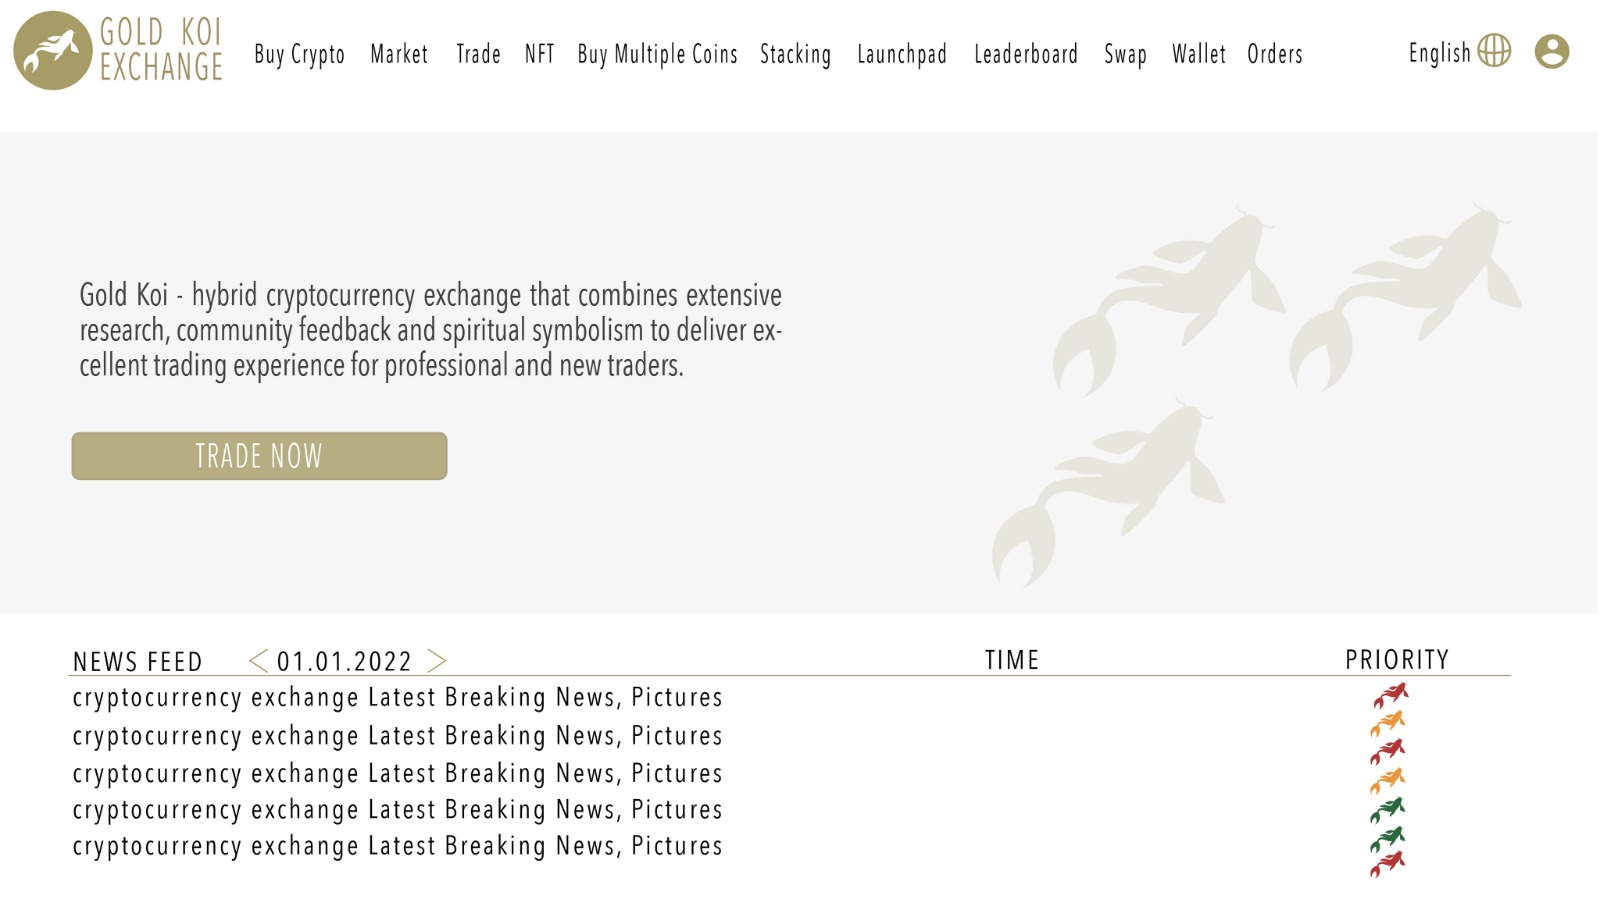 GOLD KOI
EXCHANGE
Buy Crypto Market Trade NFT Buy Multiple Coins Stacking Launchpad Leaderboard Swap Wallet Orders English
Gold Koi - hybrid cryptocurrency exchange that combines extensive
research, community feedback and spiritual symbolism to deliver ex-
cellent trading experience for professional and new traders.
TRADE NOW
NEWS FEED < 01.01.2022 > TIME PRIORITY
cryptocurrency exchange Latest Breaking News, Pictures
cryptocurrency exchange Latest Breaking News, Pictures
cryptocurrency exchange Latest Breaking News, Pictures
cryptocurrency exchange Latest Breaking News, Pictures
cryptocurrency exchange Latest Breaking News, Pictures